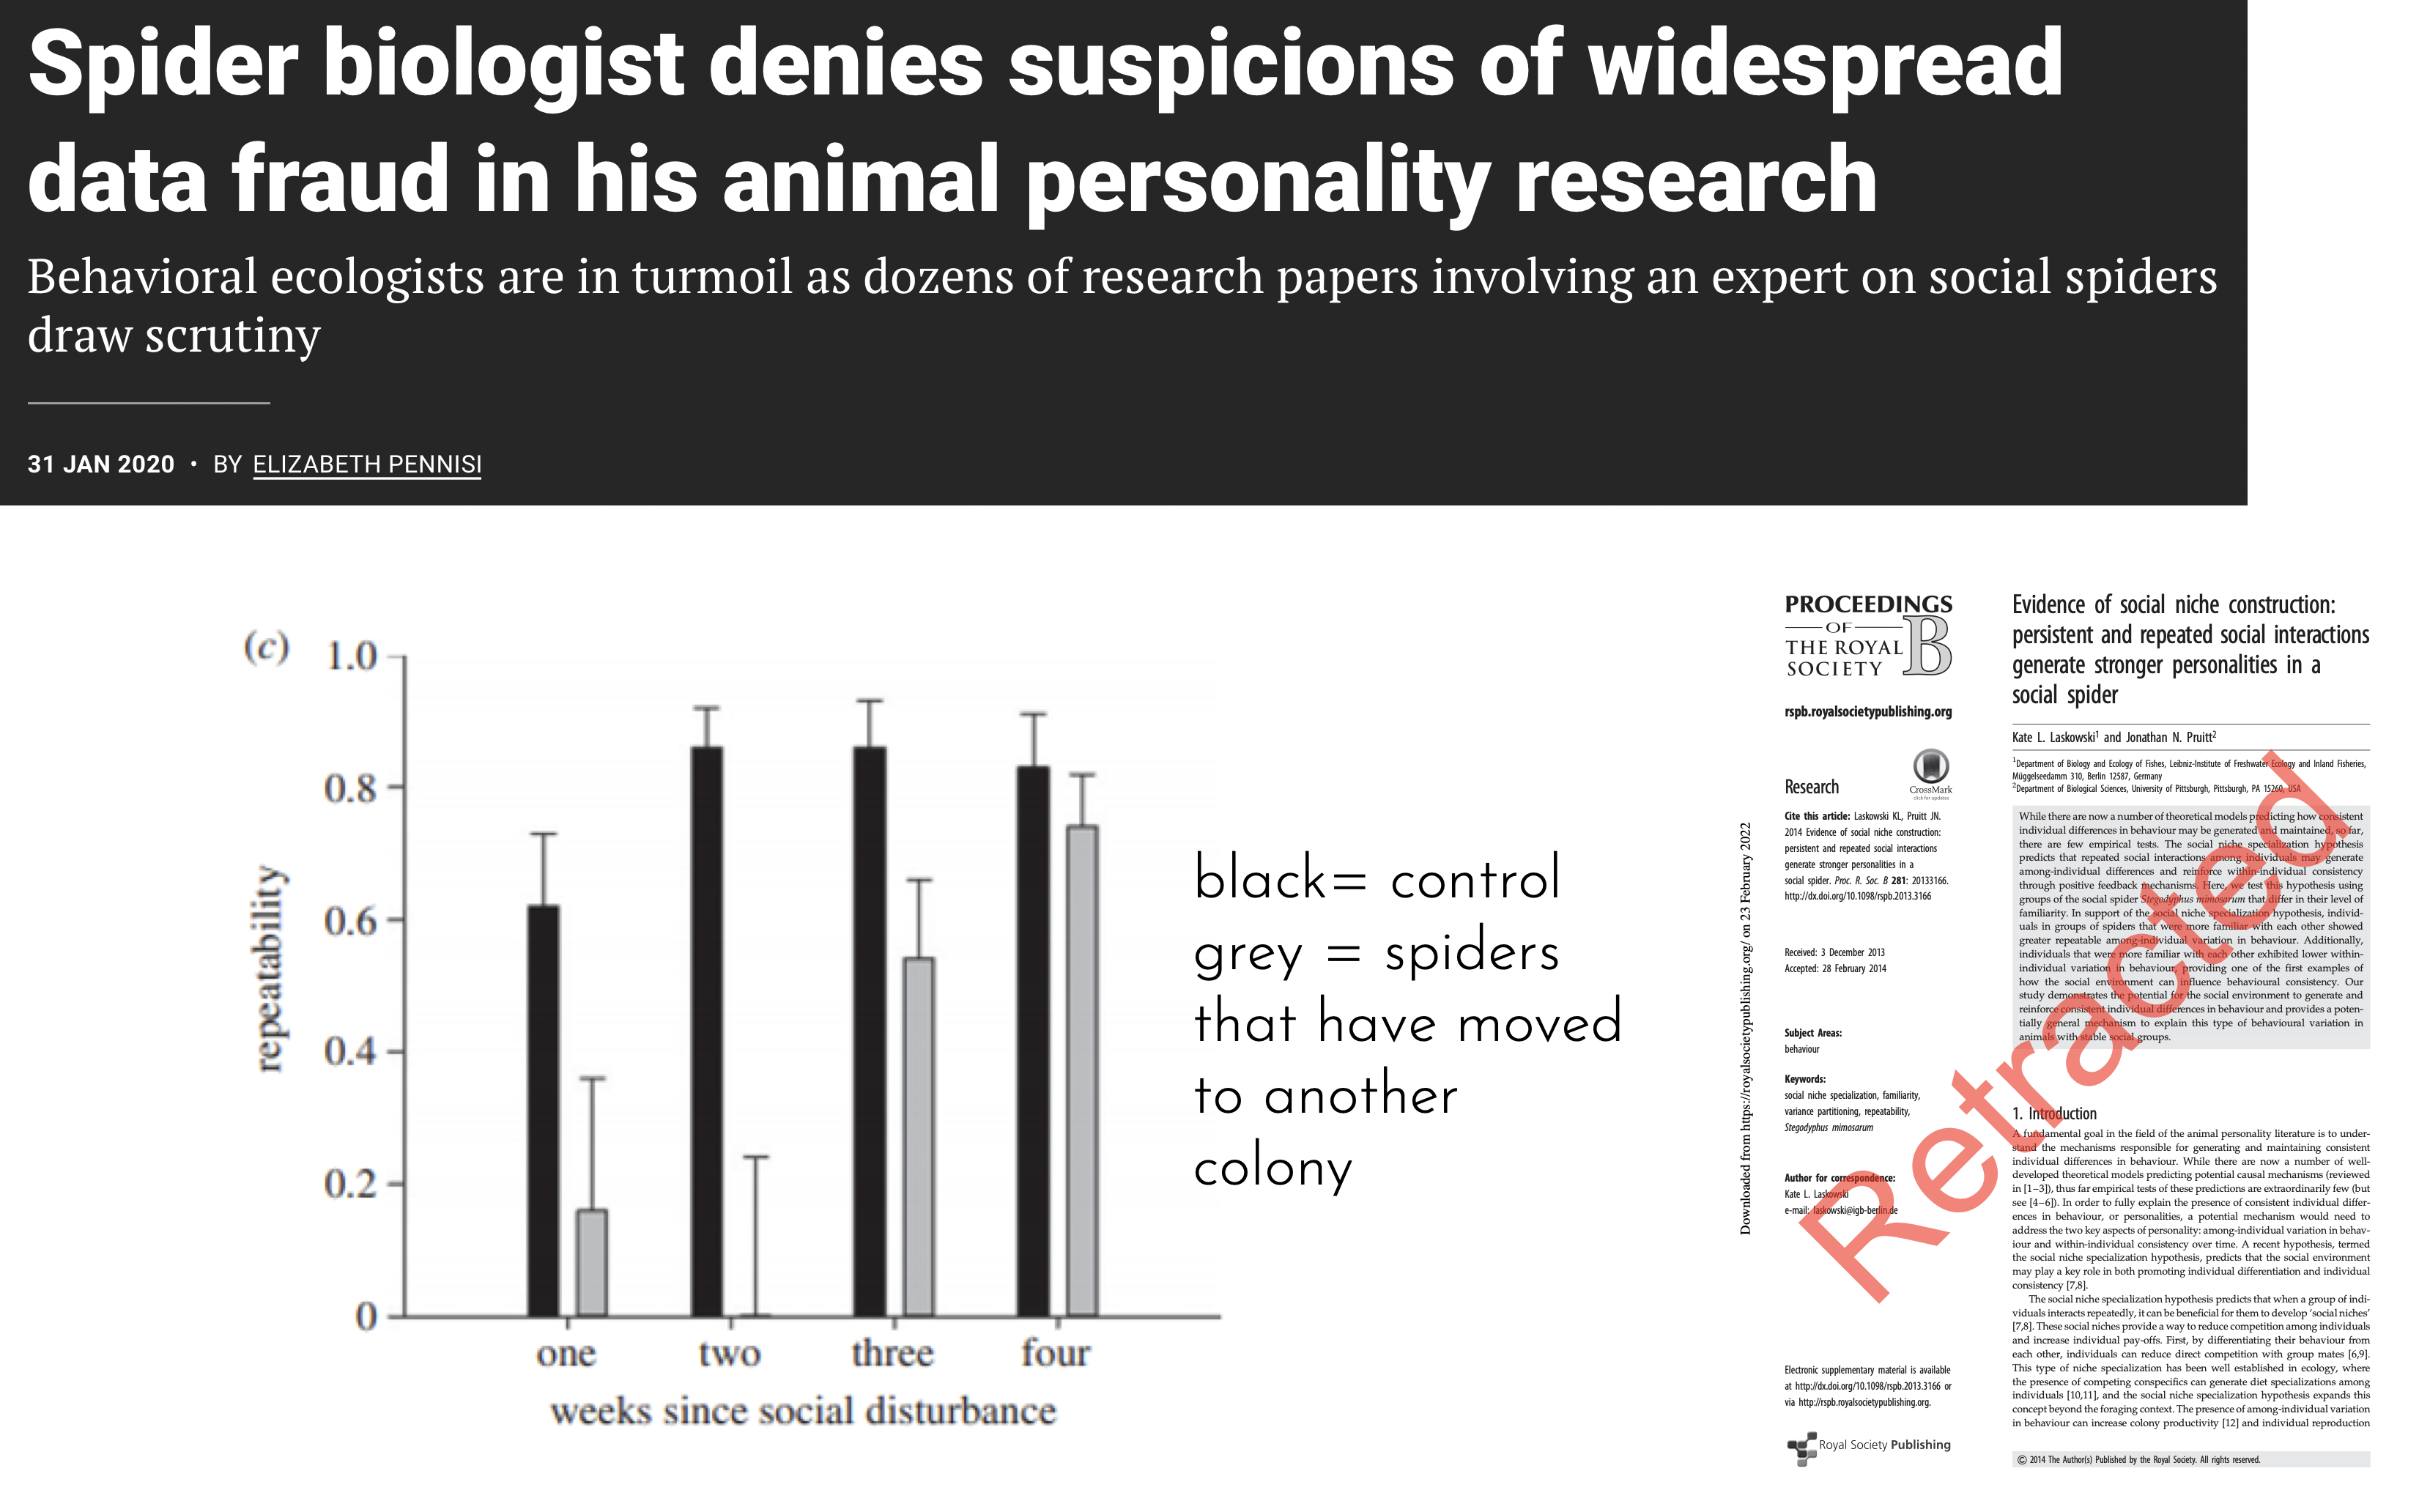 Spider biologist denies suspicions of widespread
data fraud in his animal personality research
Behavioral ecologists are in turmoil as dozens of research papers involving an expert on social spiders
draw scrutiny
31 JAN 2020 • BY ELIZABETH PENNISI
(c)
1.0
0.8
0.6
0.4
0.2
0
repeatability
one two three four
weeks since social disturbance
black= control
grey = spiders
that have moved
to another
colony
Downloaded from https://royalsocietypublishing.org/ on 23 February 2022
PROCEEDINGS
OF
THE ROYAL
SOCIETY
B
rspb.royalsocietypublishing.org
Research
CrossMark
click for updates
Cite this article: Laskowski KL, Pruitt JN.
2014 Evidence of social niche construction:
persistent and repeated social interactions
generate stronger personalities in a
social spider. Proc. R. Soc. B 281: 20133166.
http://dx.doi.org/10.1098/rspb.2013.3166
Received: 3 December 2013
Accepted: 28 February 2014
Subject Areas:
behaviour
Keywords:
social niche specialization, familiarity,
variance partitioning, repeatability,
Stegodyphus mimosarum
Author for correspondence:
Kate L. Laskowski
e-mail: laskowski@igb-berlin.de
Electronic supplementary material is available
at http://dx.doi.org/10.1098/rspb.2013.3166 or
via http://rspb.royalsocietypublishing.org.
Royal Society Publishing
Evidence of social niche construction:
persistent and repeated social interactions
generate stronger personalities in a
social spider
Kate L. Laskowski1 and Jonathan N. Pruitt2
1Department of Biology and Ecology of Fishes, Leibniz-Institute of Freshwater Ecology and Inland Fisheries,
Müggelseedamm 310, Berlin 12587, Germany
2Department of Biological Sciences, University of Pittsburgh, Pittsburgh, PA 15260, USA
While there are now a number of theoretical models predicting how consistent
individual differences in behaviour may be generated and maintained, so far,
there are few empirical tests. The social niche specialization hypothesis
predicts that repeated social interactions among individuals may generate
among-individual differences and reinforce within-individual consistency
through positive feedback mechanisms. Here, we test this hypothesis using
groups of the social spider Stegodyphus mimosarum that differ in their level of
familiarity. In support of the social niche specialization hypothesis, individ-
uals in groups of spiders that were more familiar with each other showed
greater repeatable among-individual variation in behaviour. Additionally,
individuals that were more familiar with each other exhibited lower within-
individual variation in behaviour, providing one of the first examples of
how the social environment can influence behavioural consistency. Our
study demonstrates the potential for the social environment to generate and
reinforce consistent individual differences in behaviour and provides a poten-
tially general mechanism to explain this type of behavioural variation in
animals with stable social groups.
1. Introduction
A fundamental goal in the field of the animal personality literature is to under-
stand the mechanisms responsible for generating and maintaining consistent
individual differences in behaviour. While there are now a number of well-
developed theoretical models predicting potential causal mechanisms (reviewed
in [1–3]), thus far empirical tests of these predictions are extraordinarily few (but
see [4–6]). In order to fully explain the presence of consistent individual differ-
ences in behaviour, or personalities, a potential mechanism would need to
address the two key aspects of personality: among-individual variation in behav-
iour and within-individual consistency over time. A recent hypothesis, termed
the social niche specialization hypothesis, predicts that the social environment
may play a key role in both promoting individual differentiation and individual
consistency [7,8].
The social niche specialization hypothesis predicts that when a group of indi-
viduals interacts repeatedly, it can be beneficial for them to develop 'social niches'
[7,8]. These social niches provide a way to reduce competition among individuals
and increase individual pay-offs. First, by differentiating their behaviour from
each other, individuals can reduce direct competition with group mates [6,9].
This type of niche specialization has been well established in ecology, where
the presence of competing conspecifics can generate diet specializations among
individuals [10,11], and the social niche specialization hypothesis expands this
concept beyond the foraging context. The presence of among-individual variation
in behaviour can increase colony productivity [12] and individual reproduction
© 2014 The Author(s) Published by the Royal Society. All rights reserved.
Retracted